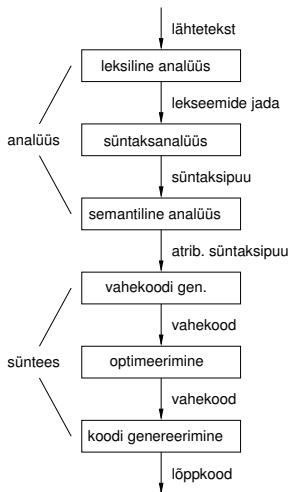 lähtetekst
leksiline analüüs
lekseemide jada
analüüs
süntaksanalüüs
süntaksipuu
semantiline analüüs
atrib. süntaksipuu
vahekoodi gen.
vahekood
süntees
optimeerimine
vahekood
koodi genereerimine
lõppkood